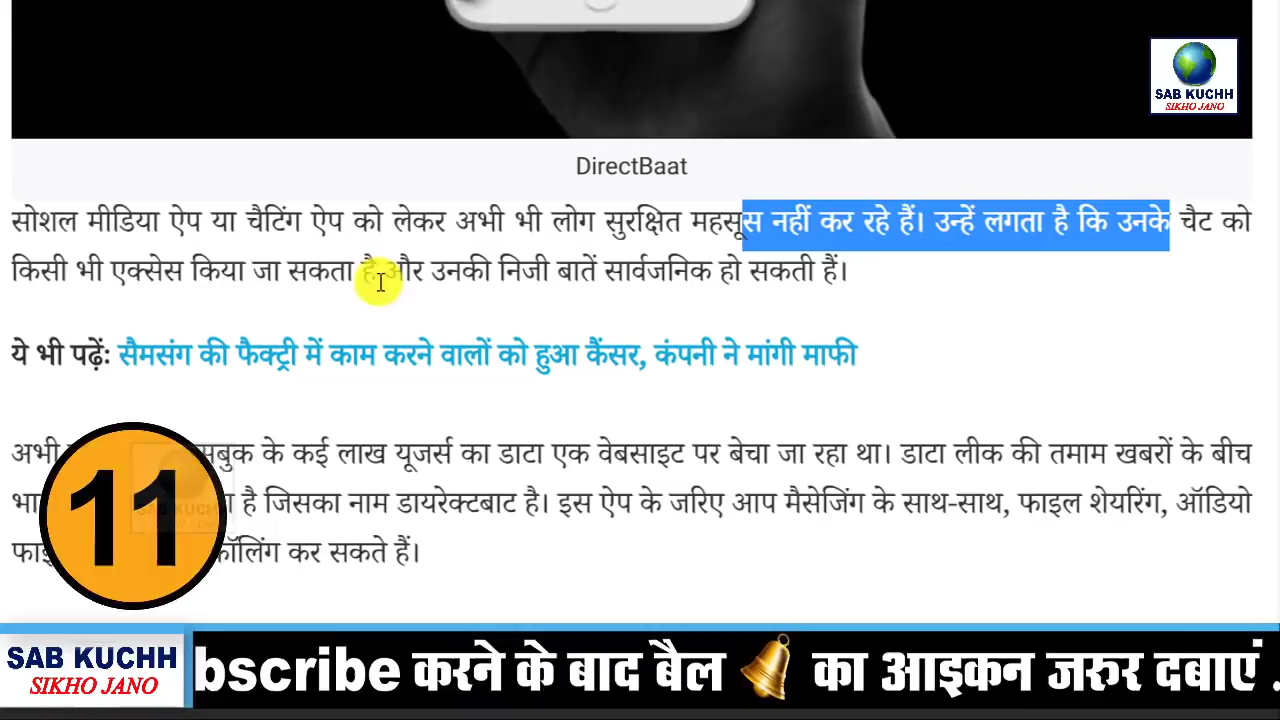 SAB KUCHH
SIKHO JANO
DirectBaat
सोशल मीडिया ऐप या चैटिंग ऐप को लेकर अभी भी लोग सुरक्षित महसूस नहीं कर रहे हैं। उन्हें लगता है कि उनके चैट को
किसी भी एक्सेस किया जा सकता है और उनकी निजी बातें सार्वजनिक हो सकती हैं।
ये भी पढ़ें: सैमसंग की फैक्ट्री में काम करने वालों को हुआ कैंसर, कंपनी ने मांगी माफी
अभी के कई लाख यूजर्स का डाटा एक वेबसाइट पर बेचा जा रहा था। डाटा लीक की तमाम खबरों के बीच
है जिसका नाम डायरेक्टबाट है। इस ऐप के जरिए आप मैसेजिंग के साथ-साथ, फाइल शेयरिंग, ऑडियो
कॉलिंग कर सकते हैं।
11
SAB KUCHH
SIKHO JANO
bscribe करने के बाद बैल का आइकन जरुर दबाएं .